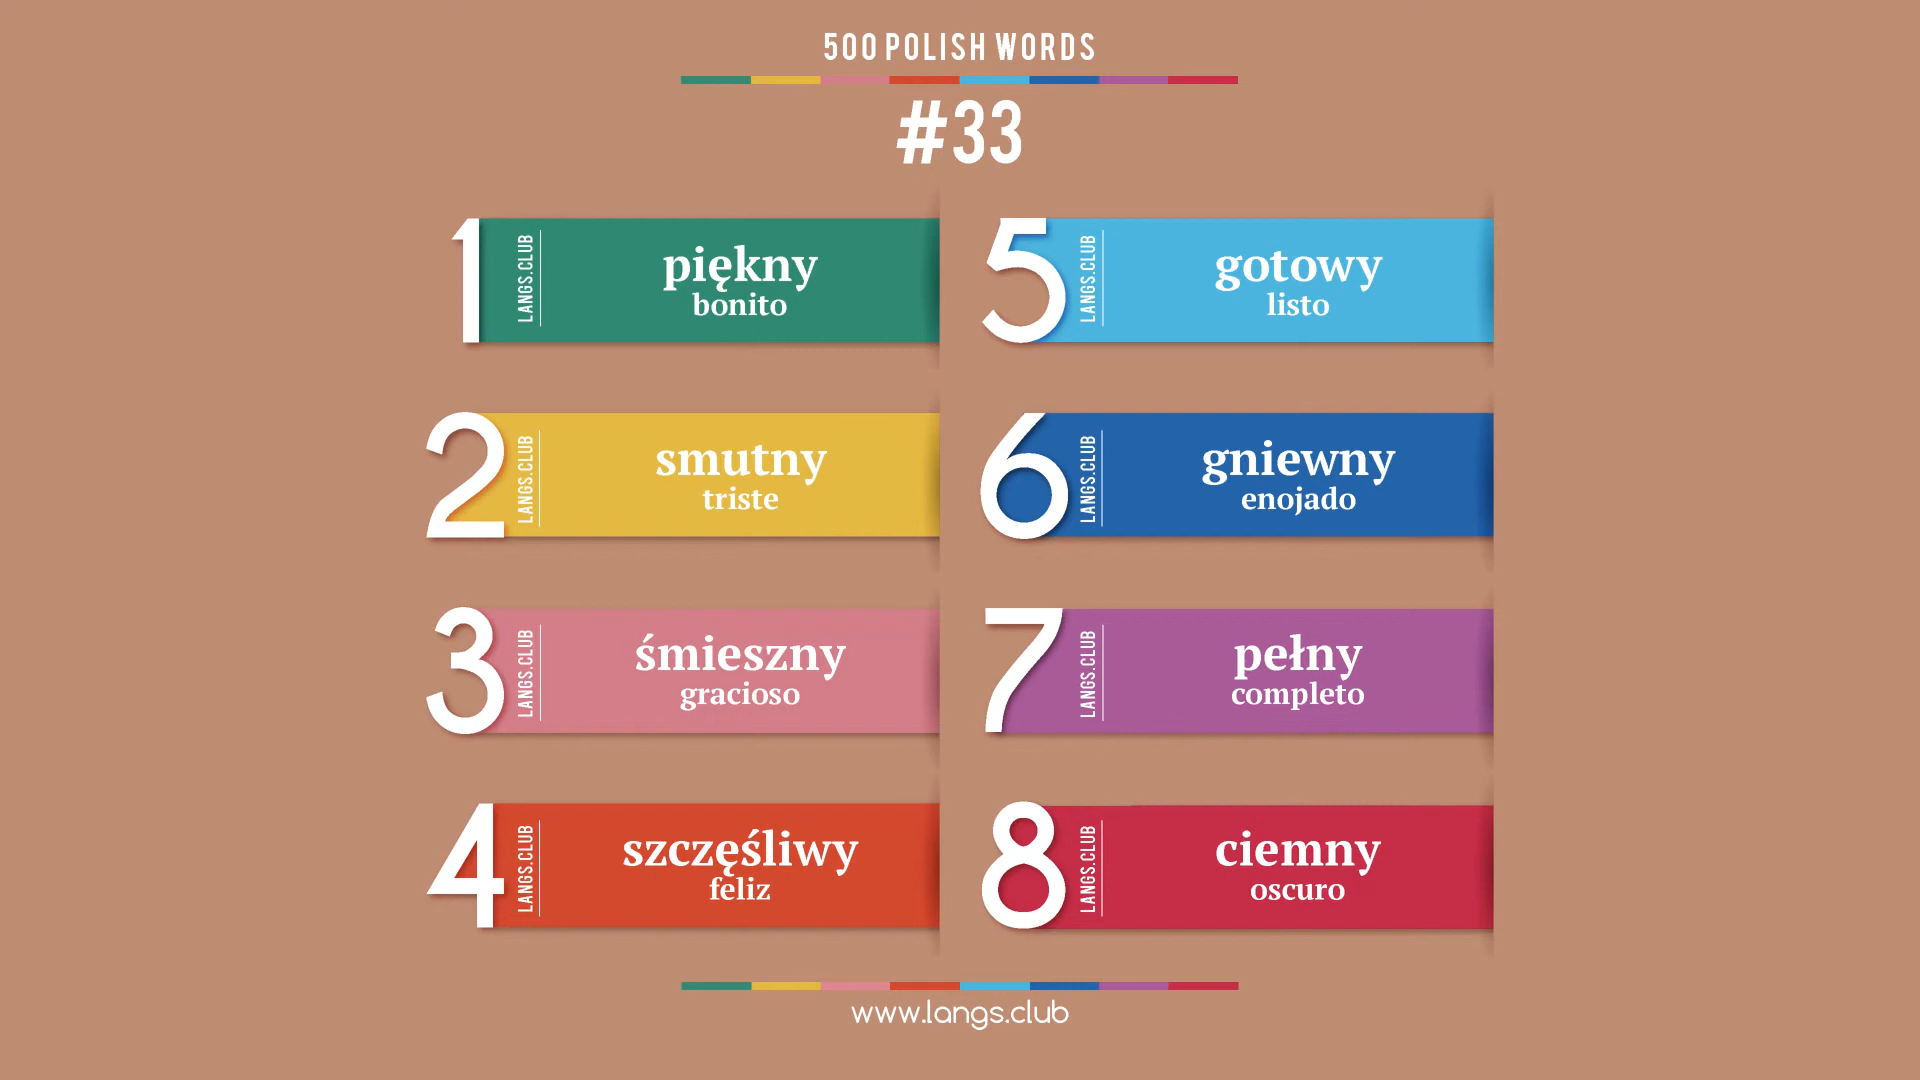 500 POLISH WORDS
#33
1
LANGS.CLUB
piękny
bonito
2
LANGS.CLUB
smutny
triste
3
LANGS.CLUB
śmieszny
gracioso
4
LANGS.CLUB
szczęśliwy
feliz
5
LANGS.CLUB
gotowy
listo
6
LANGS.CLUB
gniewny
enojado
7
LANGS.CLUB
pełny
completo
8
LANGS.CLUB
ciemny
oscuro
www.langs.club